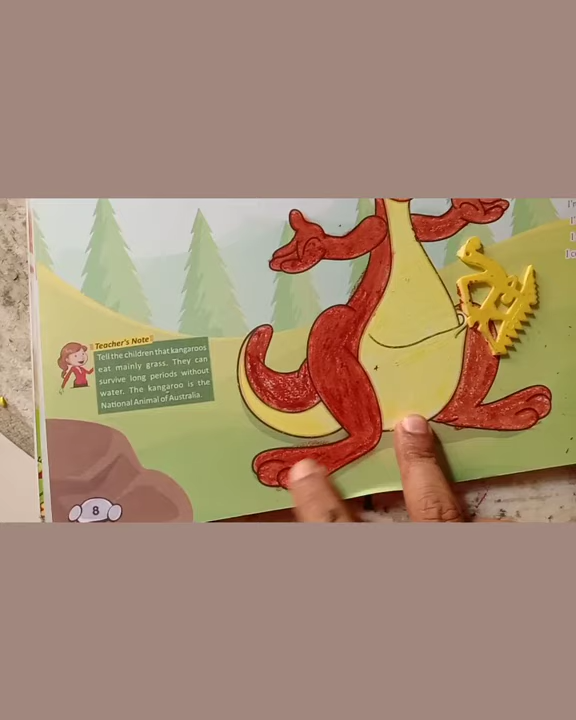 Teacher's Note
Tell the children that kangaroos
eat mainly grass. They can
survive long periods without
water. The kangaroo is the
National Animal of Australia.
8